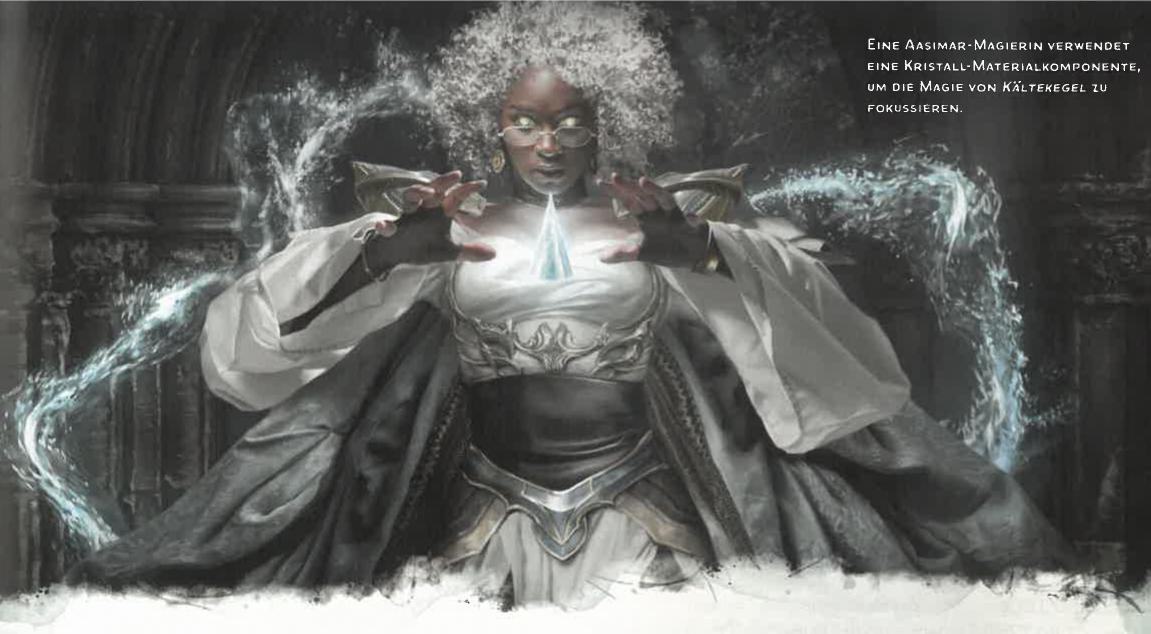 Eine Aasimar-Magierin verwendet
eine Kristall-Materialkomponente,
um die Magie von Kältekegel zu
fokussieren.